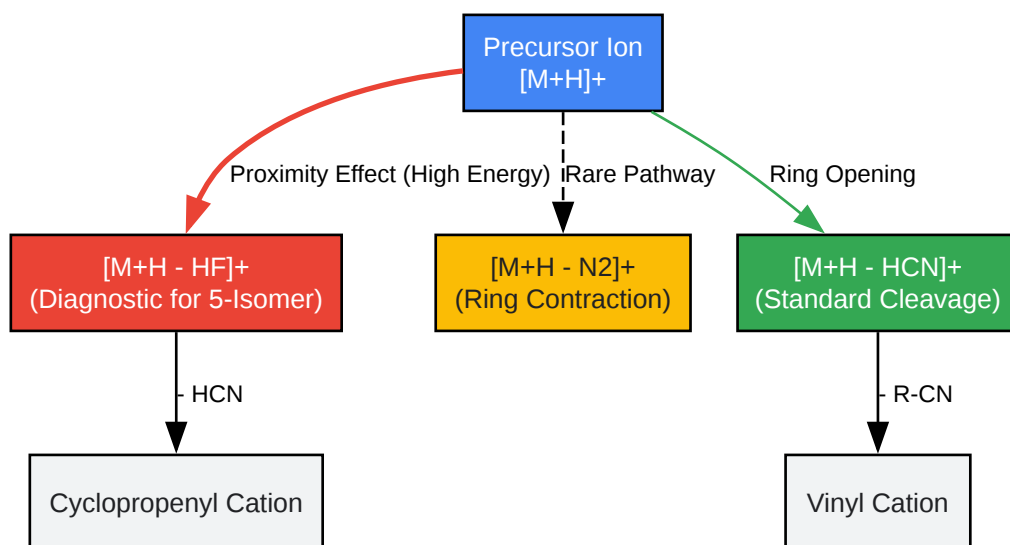 Precursor Ion
[M+H]+
Proximity Effect (High Energy)
Rare Pathway
Ring Opening
[M+H - HF]+
(Diagnostic for 5-Isomer)
[M+H - N2]+
(Ring Contraction)
[M+H - HCN]+
(Standard Cleavage)
- HCN
- R-CN
Cyclopropenyl Cation
Vinyl Cation